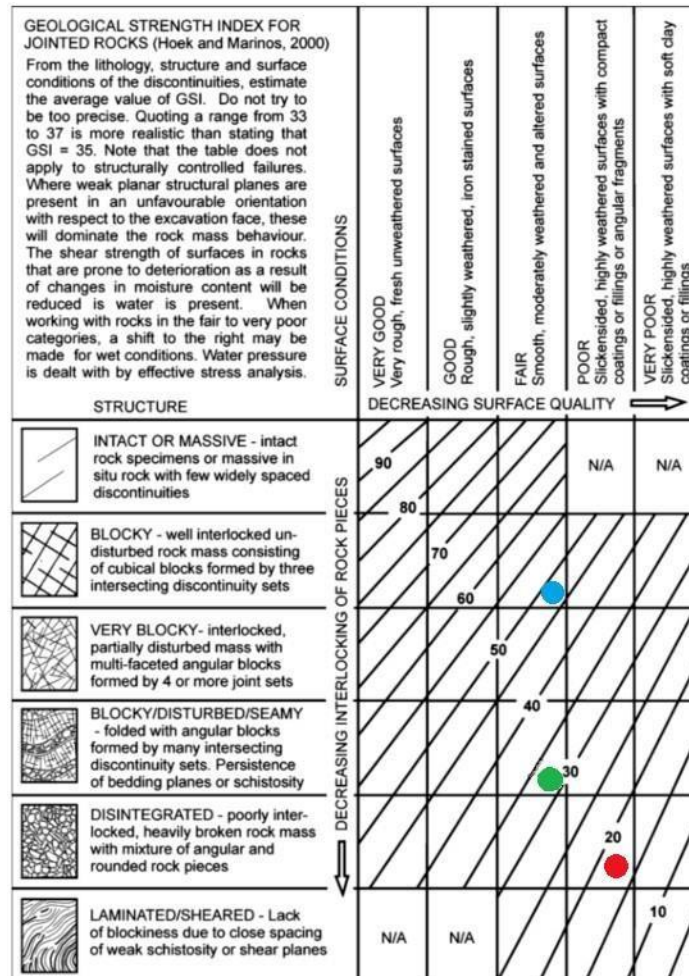 GEOLOGICAL STRENGTH INDEX FOR
JOINTED ROCKS (Hoek and Marinos, 2000)
From the lithology, structure and surface
conditions of the discontinuities, estimate
the average value of GSI. Do not try to
be too precise. Quoting a range from 33
to 37 is more realistic than stating that
GSI = 35. Note that the table does not
apply to structurally controlled failures.
Where weak planar structural planes are
present in an unfavourable orientation
with respect to the excavation face, these
will dominate the rock mass behaviour.
The shear strength of surfaces in rocks
that are prone to deterioration as a result
of changes in moisture content will be
reduced is water is present. When
working with rocks in the fair to very poor
categories, a shift to the right may be
made for wet conditions. Water pressure
is dealt with by effective stress analysis.
SURFACE CONDITIONS
VERY GOOD
Very rough, fresh unweathered surfaces
GOOD
Rough, slightly weathered, iron stained surfaces
FAIR
Smooth, moderately weathered and altered surfaces
POOR
Slickensided, highly weathered surfaces with compact
coatings or fillings or angular fragments
VERY POOR
Slickensided, highly weathered surfaces with soft clay
coatings or fillings
STRUCTURE
DECREASING SURFACE QUALITY
DECREASING INTERLOCKING OF ROCK PIECES
INTACT OR MASSIVE - intact
rock specimens or massive in
situ rock with few widely spaced
discontinuities
90
80
N/A
N/A
BLOCKY - well interlocked un-
disturbed rock mass consisting
of cubical blocks formed by three
intersecting discontinuity sets
70
60
VERY BLOCKY- interlocked,
partially disturbed mass with
multi-faceted angular blocks
formed by 4 or more joint sets
50
40
BLOCKY/DISTURBED/SEAMY
- folded with angular blocks
formed by many intersecting
discontinuity sets. Persistence
of bedding planes or schistosity
30
DISINTEGRATED - poorly inter-
locked, heavily broken rock mass
with mixture of angular and
rounded rock pieces
20
LAMINATED/SHEARED - Lack
of blockiness due to close spacing
of weak schistosity or shear planes
N/A
N/A
10